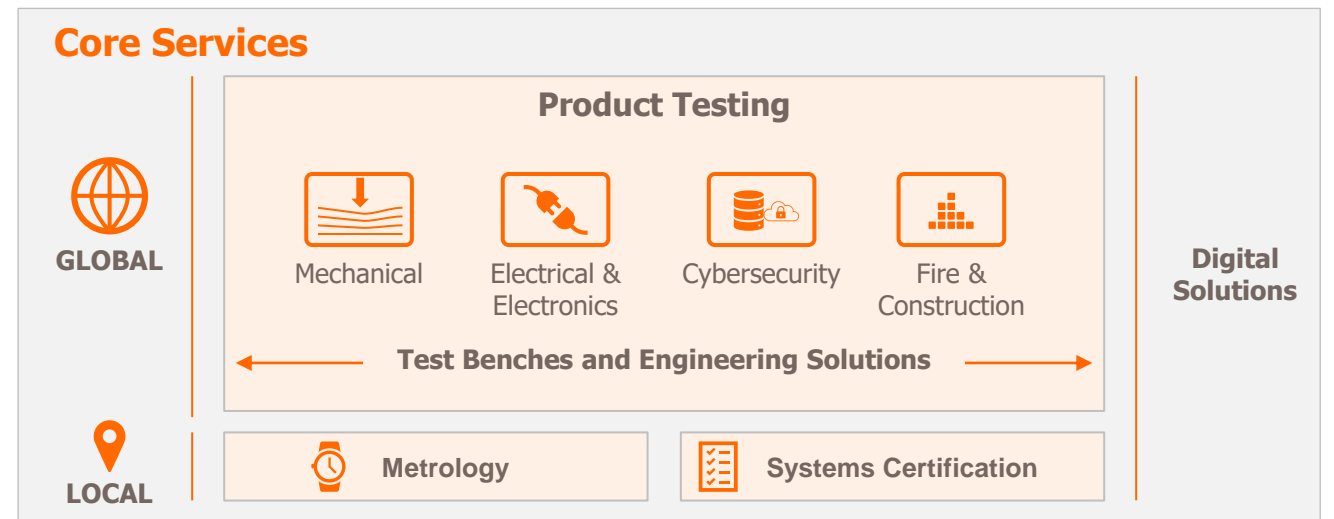 Core Services
Product Testing
GLOBAL
Mechanical
Electrical &
Electronics
Cybersecurity
Fire &
Construction
Test Benches and Engineering Solutions
Digital
Solutions
LOCAL
Metrology
Systems Certification